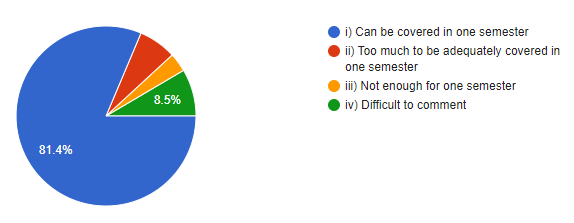 i) Can be covered in one semester
ii) Too much to be adequately covered in
one semester
iii) Not enough for one semester
iv) Difficult to comment
8.5%
81.4%